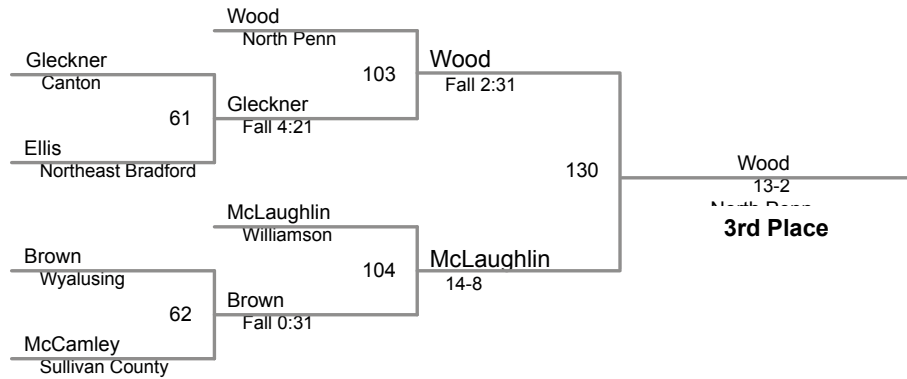 Wood
North Penn
Gleckner
Canton
103
Wood
Fall 2:31
61
Gleckner
Fall 4:21
Ellis
Northeast Bradford
130
Wood
13-2
North Penn
3rd Place
McLaughlin
Williamson
Brown
Wyalusing
104
McLaughlin
14-8
62
Brown
Fall 0:31
McCamley
Sullivan County